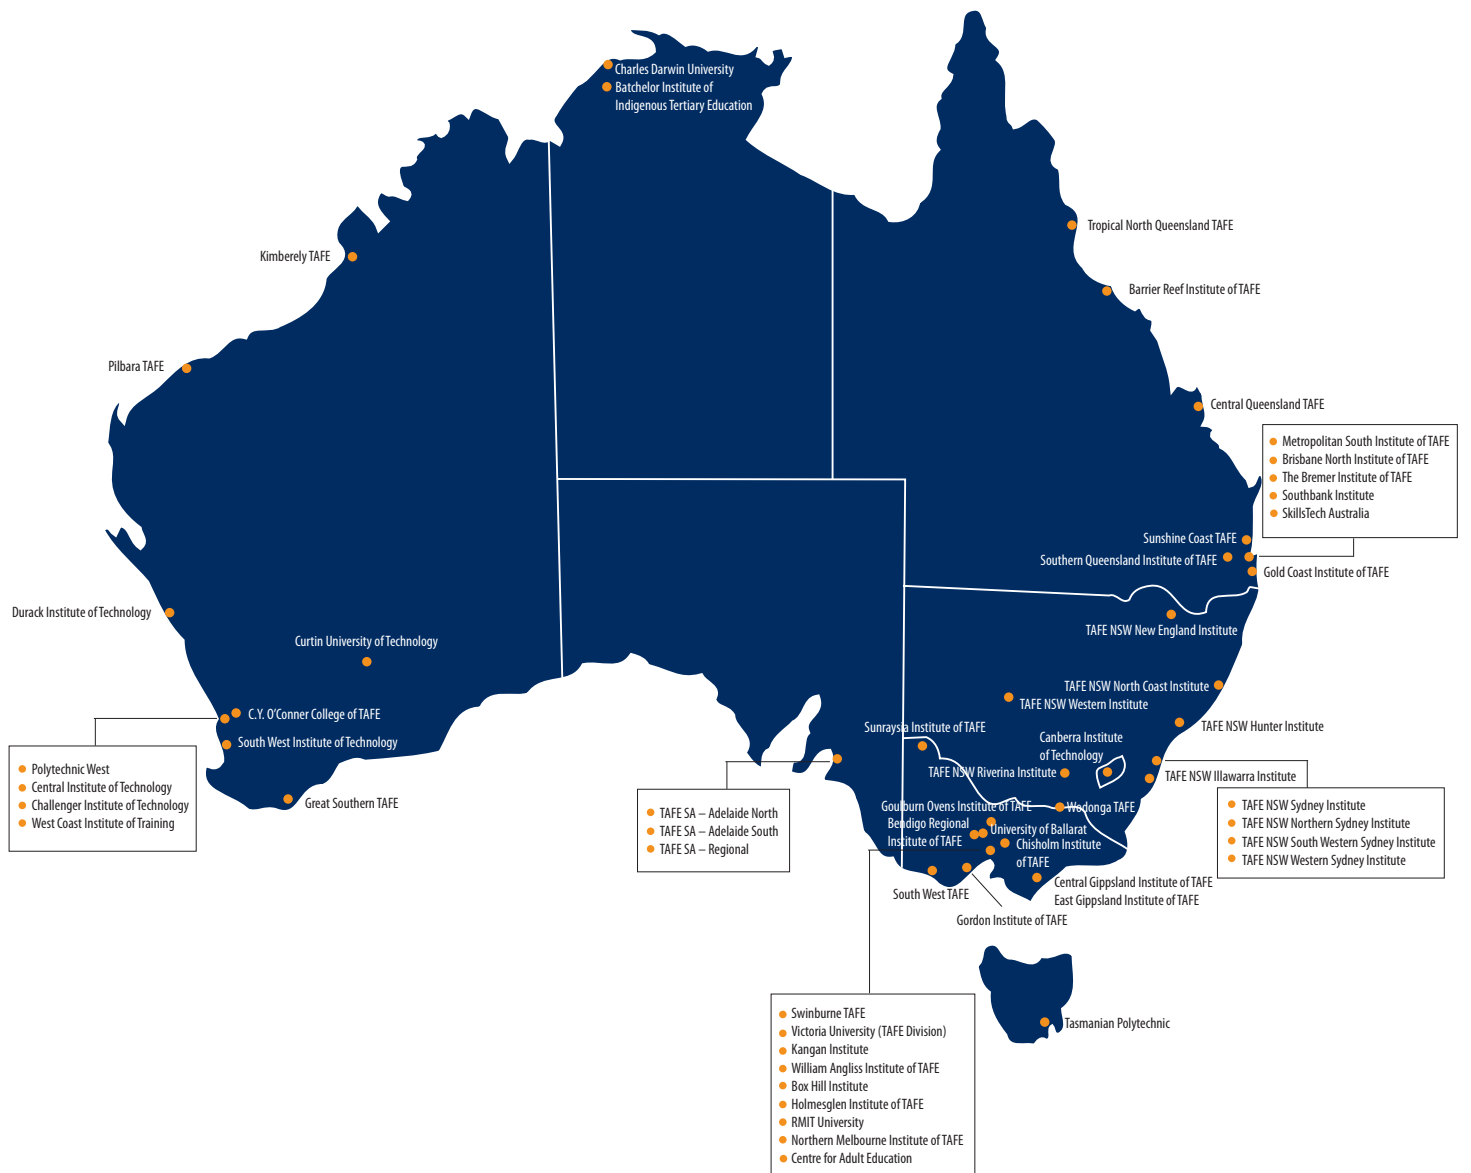 Charles Darwin University
Batchelor Institute of
Indigenous Tertiary Education
Tropical North Queensland TAFE
Kimberely TAFE
Barrier Reef Institute of TAFE
Pilbara TAFE
Central Queensland TAFE
Metropolitan South Institute of TAFE
Brisbane North Institute of TAFE
The Bremer Institute of TAFE
Southbank Institute
SkillsTech Australia
Sunshine Coast TAFE
Southern Queensland Institute of TAFE
Gold Coast Institute of TAFE
Durack Institute of Technology
TAFE NSW New England Institute
Curtin University of Technology
TAFE NSW North Coast Institute
TAFE NSW Western Institute
C.Y. O'Conner College of TAFE
Sunraysia Institute of TAFE
TAFE NSW Hunter Institute
South West Institute of Technology
Canberra Institute
of Technology
Polytechnic West
Central Institute of Technology
Challenger Institute of Technology
West Coast Institute of Training
TAFE NSW Riverina Institute
TAFE NSW Illawarra Institute
Great Southern TAFE
TAFE SA – Adelaide North
TAFE SA – Adelaide South
TAFE SA – Regional
Goulburn Ovens Institute of TAFE
Wodonga TAFE
TAFE NSW Sydney Institute
TAFE NSW Northern Sydney Institute
TAFE NSW South Western Sydney Institute
TAFE NSW Western Sydney Institute
Bendigo Regional
Institute of TAFE
University of Ballarat
Chisholm Institute
of TAFE
Central Gippsland Institute of TAFE
East Gippsland Institute of TAFE
South West TAFE
Gordon Institute of TAFE
Swinburne TAFE
Victoria University (TAFE Division)
Kangan Institute
William Angliss Institute of TAFE
Box Hill Institute
Holmesglen Institute of TAFE
RMIT University
Northern Melbourne Institute of TAFE
Centre for Adult Education
Tasmanian Polytechnic